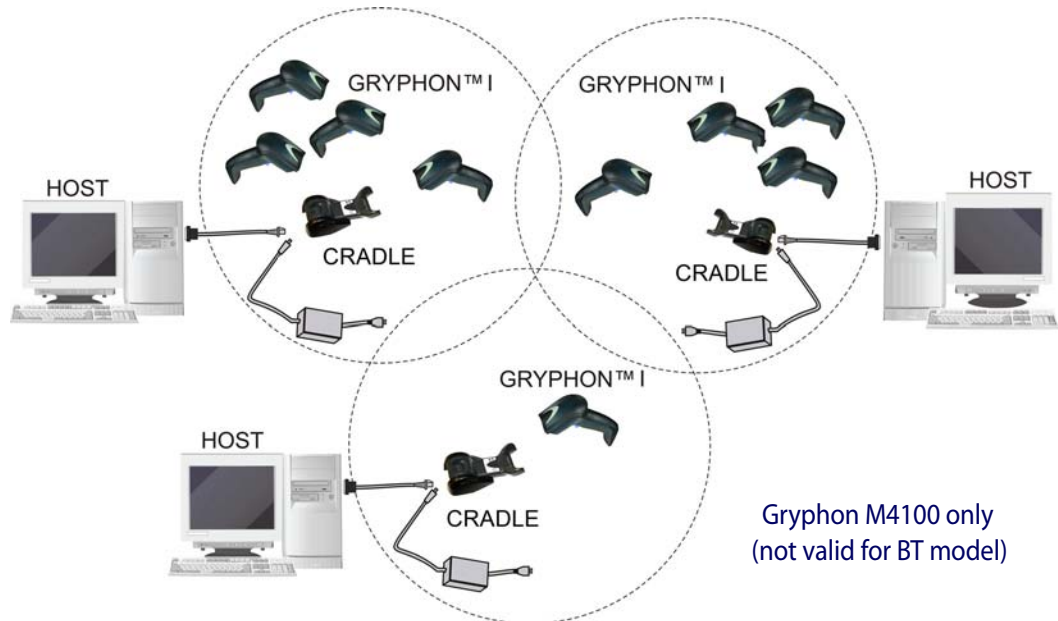 GRYPHON™ I
GRYPHON™ I
HOST
HOST
CRADLE
CRADLE
GRYPHON™ I
HOST
CRADLE
Gryphon M4100 only
(not valid for BT model)